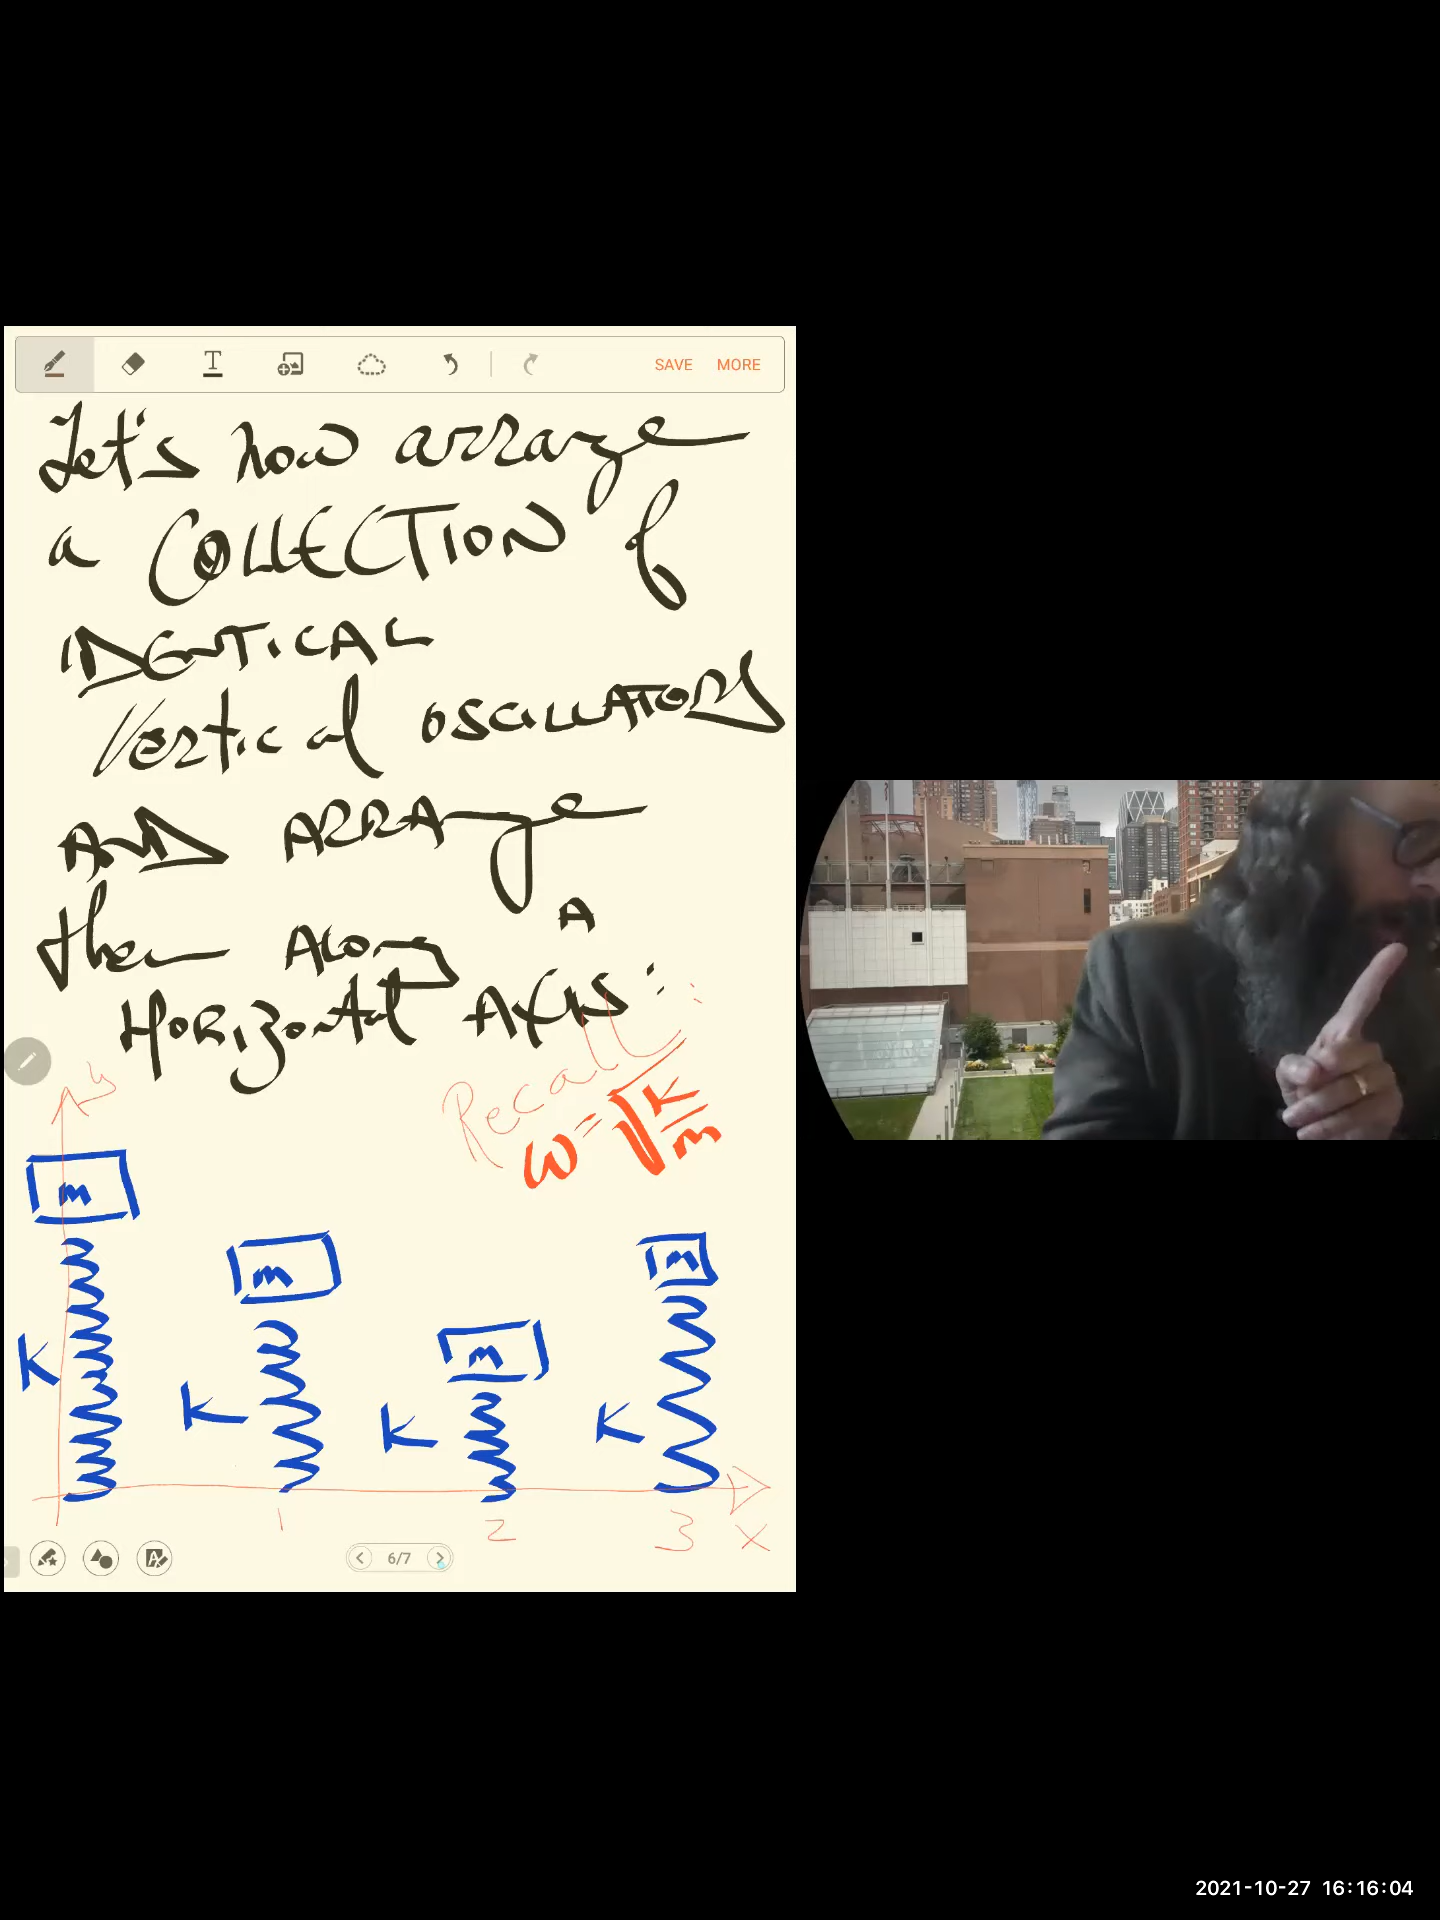 SAVE MORE
Let's now arrange
a COLLECTION of
IDENTICAL
Vertical OSCILLATORY
AND ARRAnge
them Along A
HORIZontal AXIS:
Recall:
ω=√K/m
y
m
m
m
m
K
K
K
K
1 2 3 X
6/7
2021-10-27 16:16:04